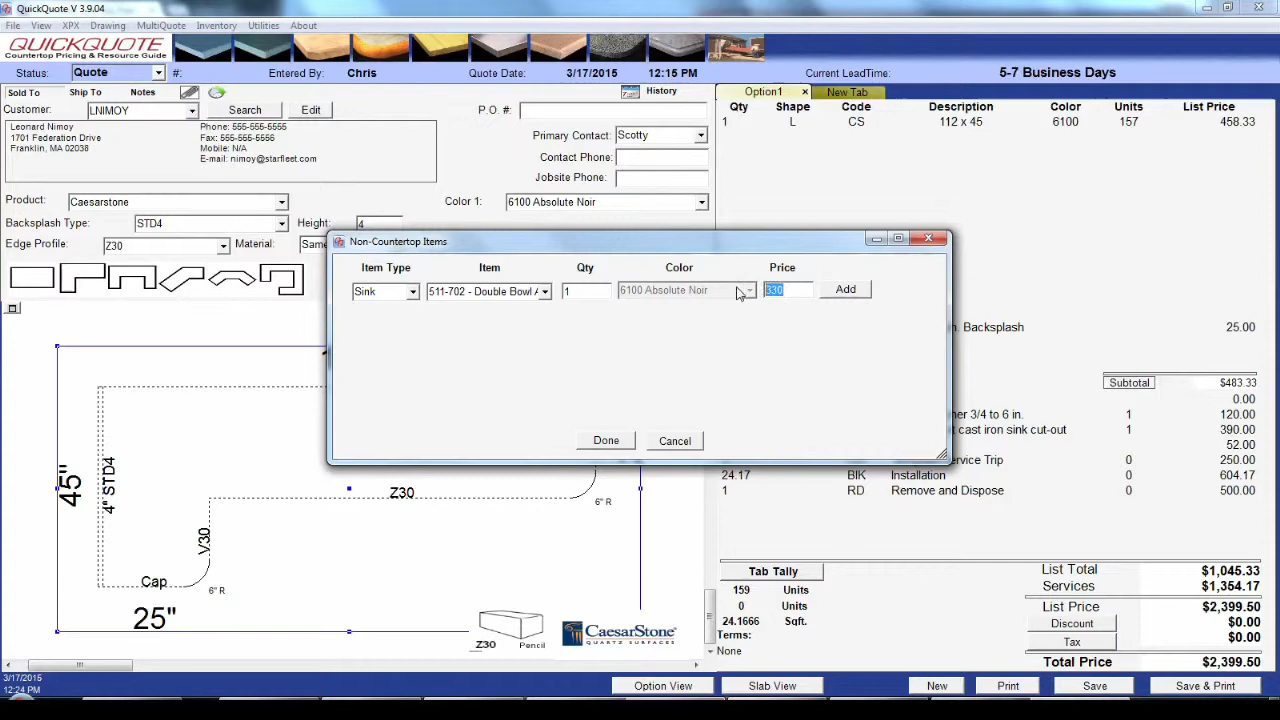 QuickQuote V 3.9.04
File View XPX Drawing MultiQuote Inventory Utilities About
QUICKQUOTE
Countertop Pricing & Resource Guide
Status: Quote #: Entered By: Chris Quote Date: 3/17/2015 12:15 PM Current LeadTime: 5-7 Business Days
Sold To Ship To Notes History
Option1 x New Tab
Customer: LNIMOY Search Edit P.O. #:
Qty Shape Code Description Color Units List Price
1 L CS 112 x 45 6100 157 458.33
Leonard Nimoy
1701 Federation Drive
Franklin, MA 02038
Phone: 555-555-5555
Fax: 555-555-5555
Mobile: N/A
E-mail: nimoy@starfleet.com
Primary Contact: Scotty
Contact Phone:
Jobsite Phone:
Product: Caesarstone Color 1: 6100 Absolute Noir
Backsplash Type: STD4 Height: 4
Edge Profile: Z30 Material: Same
Non-Countertop Items
Item Type Item Qty Color Price
Sink 511-702 - Double Bowl 1 6100 Absolute Noir 330 Add
Done Cancel
n. Backsplash 25.00
Subtotal $483.33
0.00
her 3/4 to 6 in. 1 120.00
t cast iron sink cut-out 1 390.00
52.00
ervice Trip 0 250.00
24.17 BIK Installation 0 604.17
1 RD Remove and Dispose 0 500.00
45"
4" STD4
Z30
6" R
V30
Cap
6" R
25"
Z30 Pencil
CaesarStone
QUARTZ SURFACES
Tab Tally
159 Units
0 Units
24.1666 Sqft.
Terms:
None
List Total $1,045.33
Services $1,354.17
List Price $2,399.50
Discount $0.00
Tax $0.00
Total Price $2,399.50
3/17/2015
12:24 PM
Option View Slab View New Print Save Save & Print